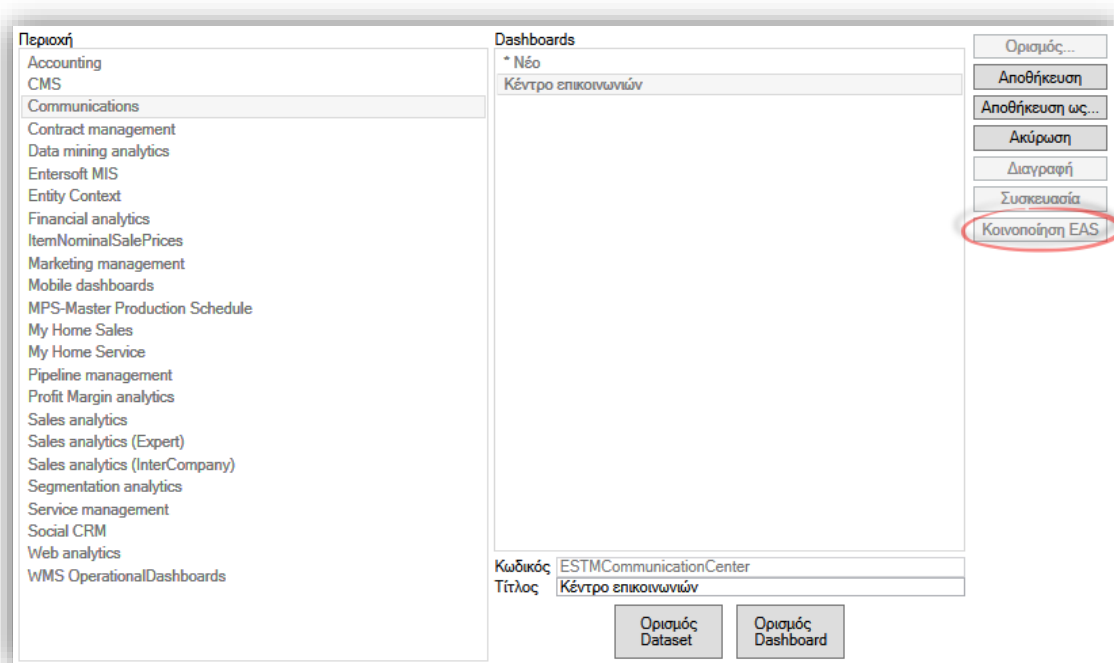 Περιοχή
Accounting
CMS
Communications
Contract management
Data mining analytics
Entersoft MIS
Entity Context
Financial analytics
ItemNominalSalePrices
Marketing management
Mobile dashboards
MPS-Master Production Schedule
My Home Sales
My Home Service
Pipeline management
Profit Margin analytics
Sales analytics
Sales analytics (Expert)
Sales analytics (InterCompany)
Segmentation analytics
Service management
Social CRM
Web analytics
WMS OperationalDashboards
Dashboards
* Νέο
Κέντρο επικοινωνιών
Κωδικός ESTMCommunicationCenter
Τίτλος Κέντρο επικοινωνιών
Ορισμός
Dataset
Ορισμός
Dashboard
Ορισμός...
Αποθήκευση
Αποθήκευση ως...
Ακύρωση
Διαγραφή
Συσκευασία
Κοινοποίηση EAS